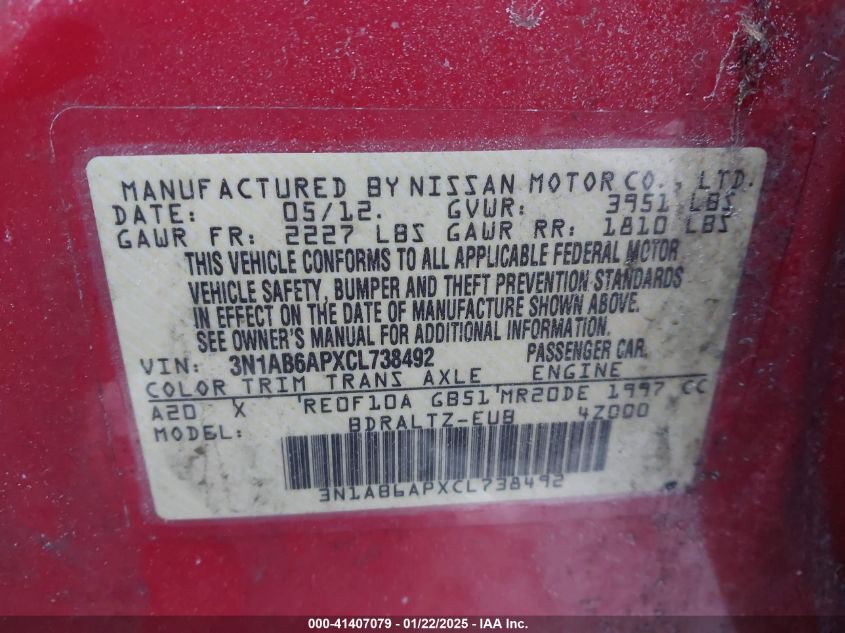 MANUFACTURED BY NISSAN MOTOR CO., LTD.
DATE: 05/12. GVWR: 3951 LBS
GAWR FR: 2227 LBS GAWR RR: 1810 LBS
THIS VEHICLE CONFORMS TO ALL APPLICABLE FEDERAL MOTOR
VEHICLE SAFETY, BUMPER AND THEFT PREVENTION STANDARDS
IN EFFECT ON THE DATE OF MANUFACTURE SHOWN ABOVE.
SEE OWNER'S MANUAL FOR ADDITIONAL INFORMATION.
VIN: 3N1AB6APXCL738492 PASSENGER CAR
COLOR TRIM TRANS AXLE ENGINE
A20 X RE0F10A GB51 MR20DE 1997 CC
MODEL: BDRALTZ-EUB 4Z000
3N1AB6APXCL738492
000-41407079 - 01/22/2025 - IAA Inc.